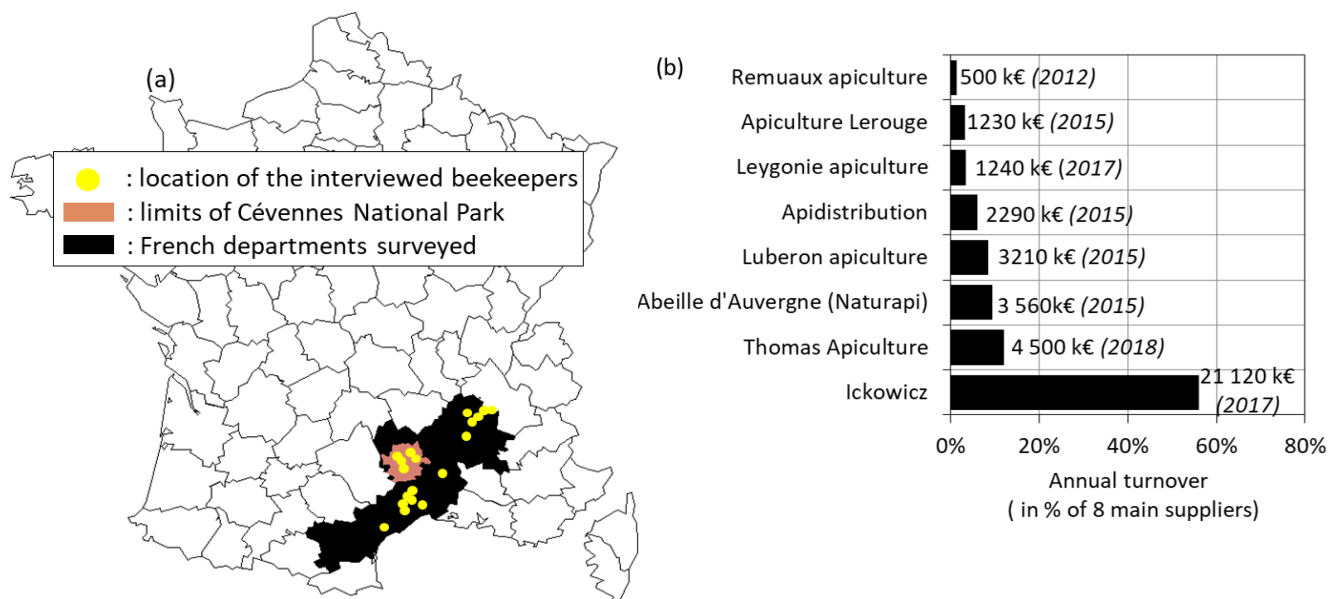 (a)
: location of the interviewed beekeepers
: limits of Cévennes National Park
: French departments surveyed
(b)
Remuaux apiculture
500 k€ (2012)
Apiculture Lerouge
1230 k€ (2015)
Leygonie apiculture
1240 k€ (2017)
Apidistribution
2290 k€ (2015)
Luberon apiculture
3210 k€ (2015)
Abeille d'Auvergne (Naturapi)
3 560k€ (2015)
Thomas Apiculture
4 500 k€ (2018)
Ickowicz
21 120 k€
(2017)
0% 20% 40% 60% 80%
Annual turnover
( in % of 8 main suppliers)